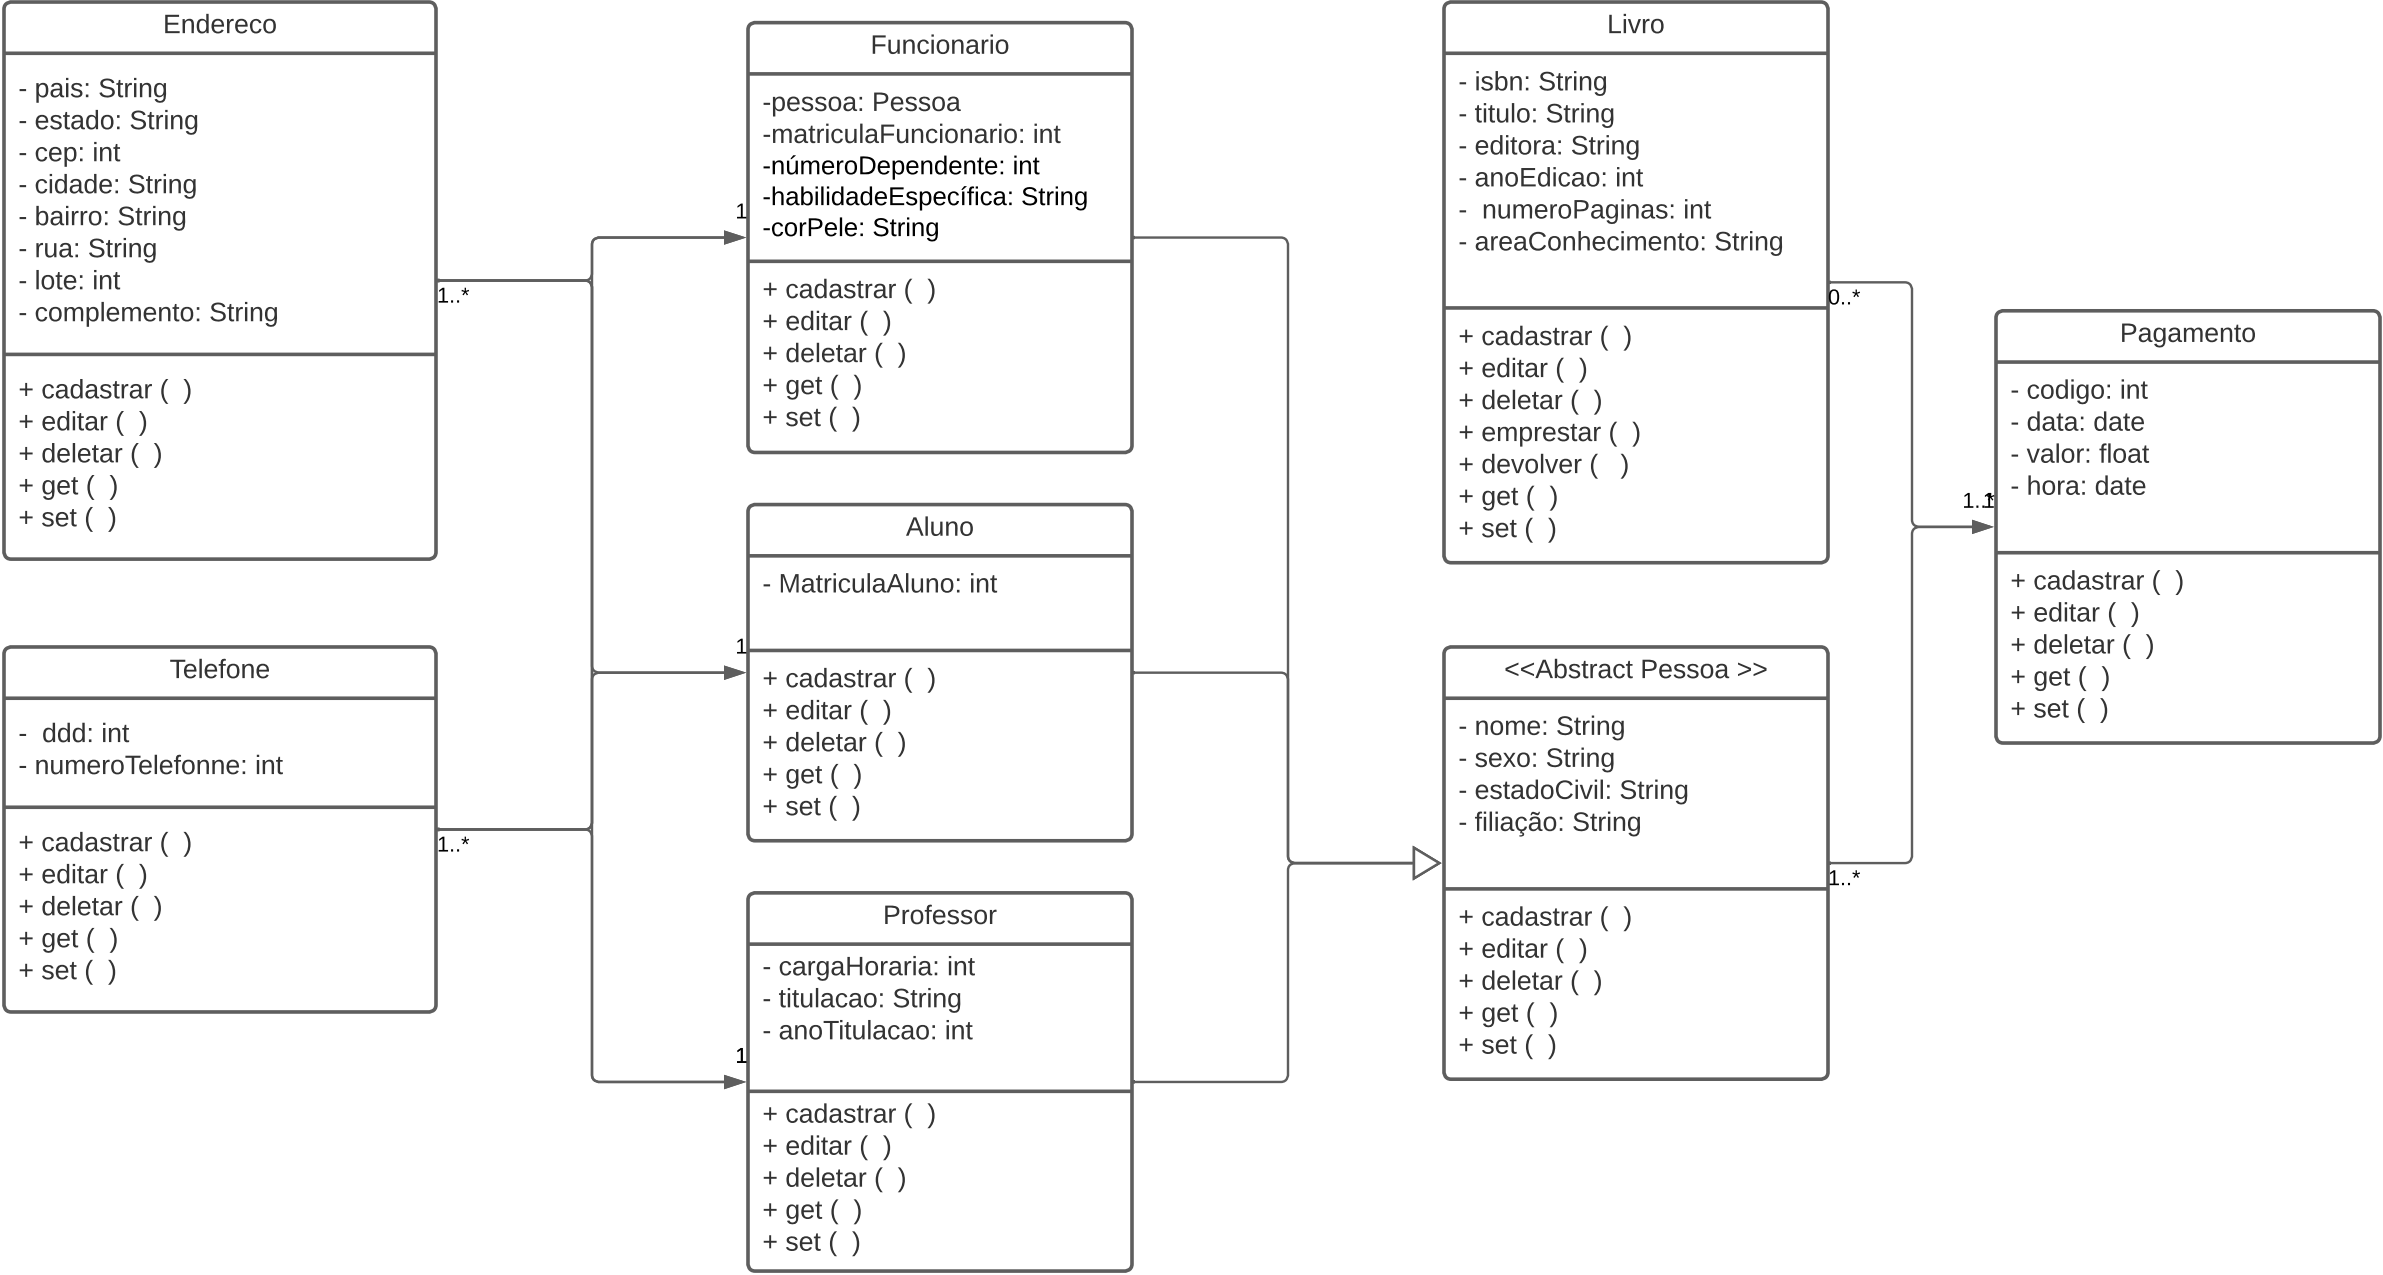 Endereco
- pais: String
- estado: String
- cep: int
- cidade: String
- bairro: String
- rua: String
- lote: int
- complemento: String
+ cadastrar (  )
+ editar (  )
+ deletar (  )
+ get (  )
+ set (  )
1..*
Telefone
-  ddd: int
- numeroTelefonne: int
+ cadastrar (  )
+ editar (  )
+ deletar (  )
+ get (  )
+ set (  )
1..*
Funcionario
-pessoa: Pessoa
-matriculaFuncionario: int
-númeroDependente: int
-habilidadeEspecífica: String
-corPele: String
+ cadastrar (  )
+ editar (  )
+ deletar (  )
+ get (  )
+ set (  )
1
Aluno
- MatriculaAluno: int
+ cadastrar (  )
+ editar (  )
+ deletar (  )
+ get (  )
+ set (  )
1
Professor
- cargaHoraria: int
- titulacao: String
- anoTitulacao: int
+ cadastrar (  )
+ editar (  )
+ deletar (  )
+ get (  )
+ set (  )
1
Livro
- isbn: String
- titulo: String
- editora: String
- anoEdicao: int
-  numeroPaginas: int
- areaConhecimento: String
+ cadastrar (  )
+ editar (  )
+ deletar (  )
+ emprestar (  )
+ devolver (   )
+ get (  )
+ set (  )
0..*
<<Abstract Pessoa >>
- nome: String
- sexo: String
- estadoCivil: String
- filiação: String
+ cadastrar (  )
+ editar (  )
+ deletar (  )
+ get (  )
+ set (  )
1..*
Pagamento
- codigo: int
- data: date
- valor: float
- hora: date
+ cadastrar (  )
+ editar (  )
+ deletar (  )
+ get (  )
+ set (  )